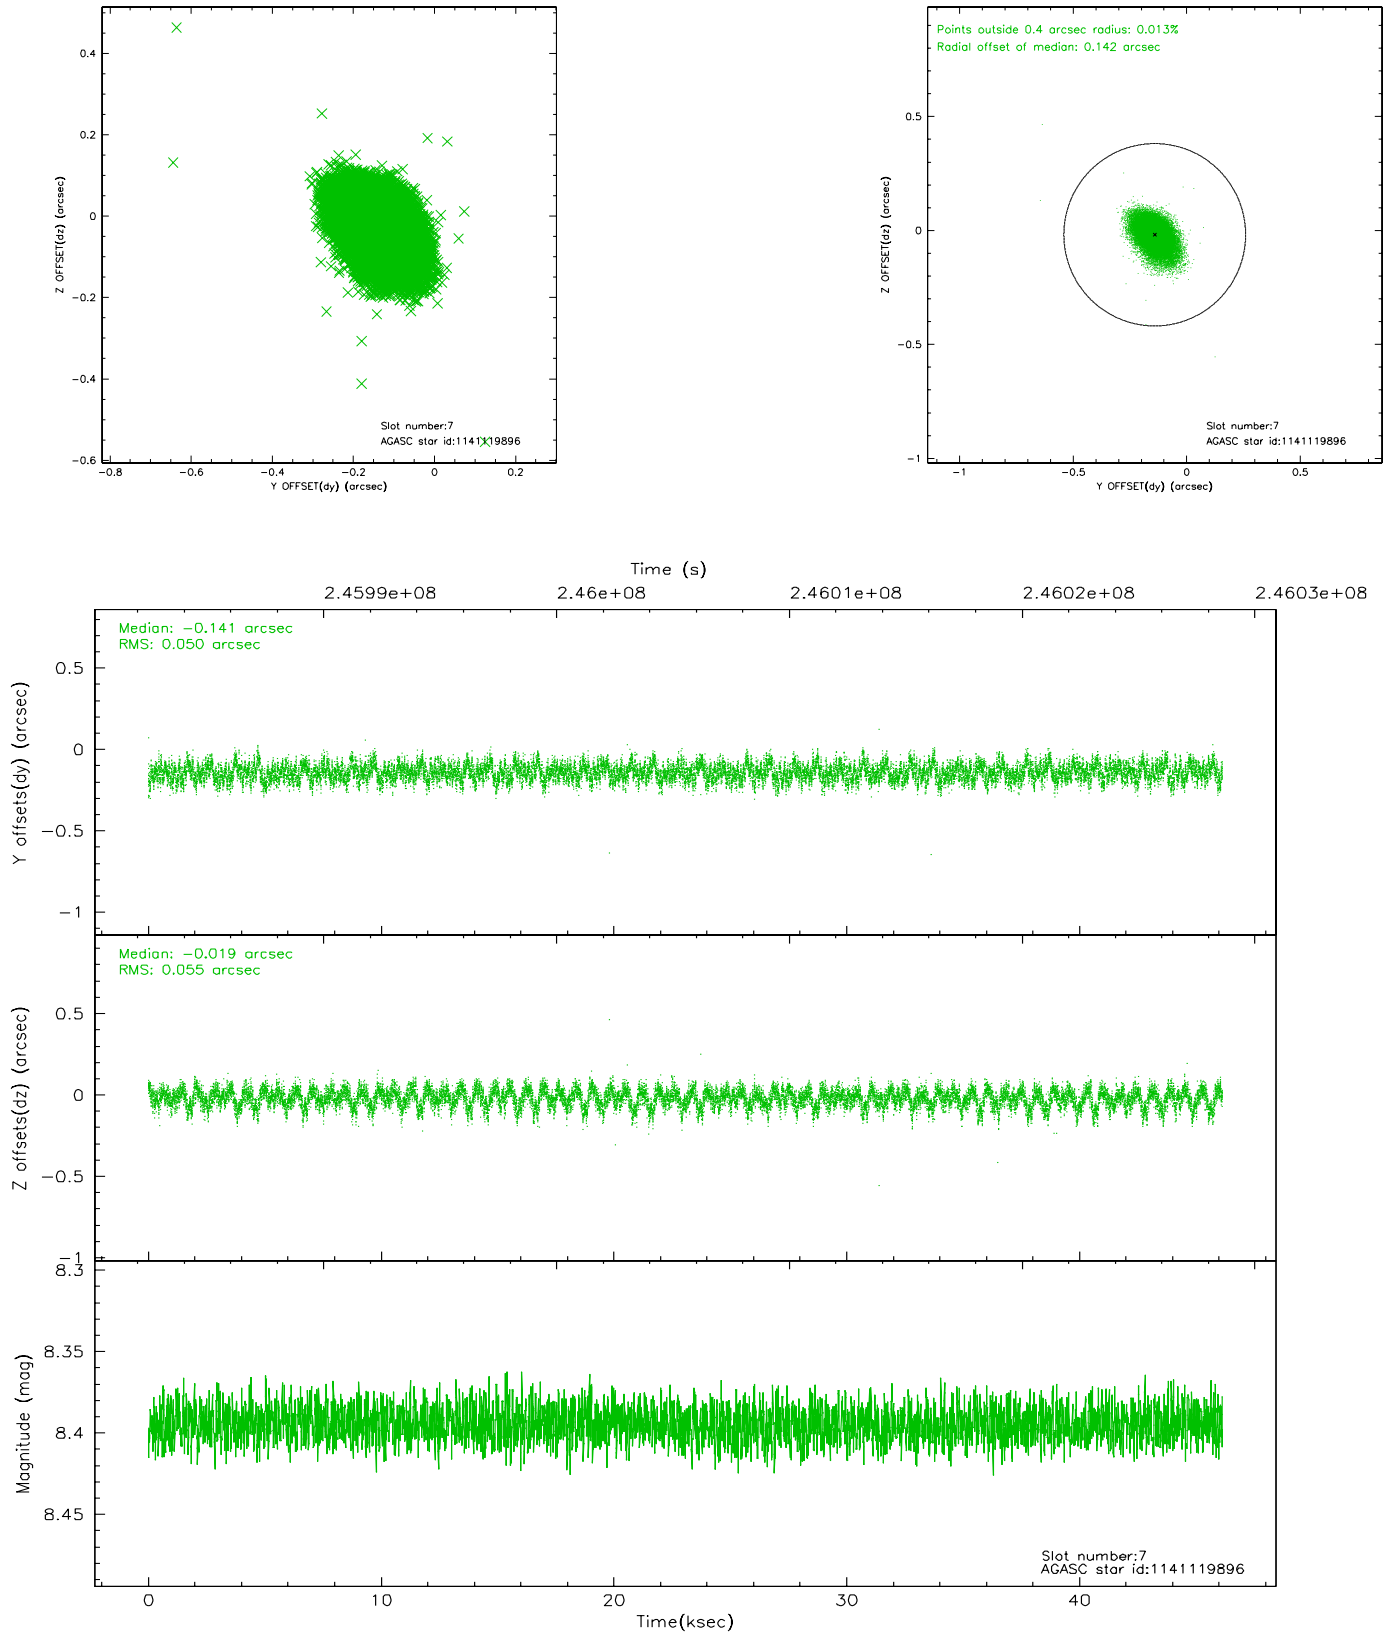 0.4
0.2
0
−0.2
−0.4
−0.6
Z OFFSET(dz) (arcsec)
Slot number:7
AGASC star id:1141119896
−0.8
−0.6
−0.4
−0.2
0
0.2
Y OFFSET(dy) (arcsec)
Points outside 0.4 arcsec radius: 0.013%
Radial offset of median: 0.142 arcsec
0.5
0
−0.5
−1
Z OFFSET(dz) (arcsec)
Slot number:7
AGASC star id:1141119896
−1
−0.5
0
0.5
Y OFFSET(dy) (arcsec)
Time (s)
2.4599e+08
2.46e+08
2.4601e+08
2.4602e+08
2.4603e+08
Median: −0.141 arcsec
RMS: 0.050 arcsec
0.5
0
−0.5
−1
Y offsets(dy) (arcsec)
Median: −0.019 arcsec
RMS: 0.055 arcsec
0.5
0
−0.5
−1
Z offsets(dz) (arcsec)
8.3
8.35
8.4
8.45
Magnitude (mag)
Slot number:7
AGASC star id:1141119896
0
10
20
30
40
Time(ksec)